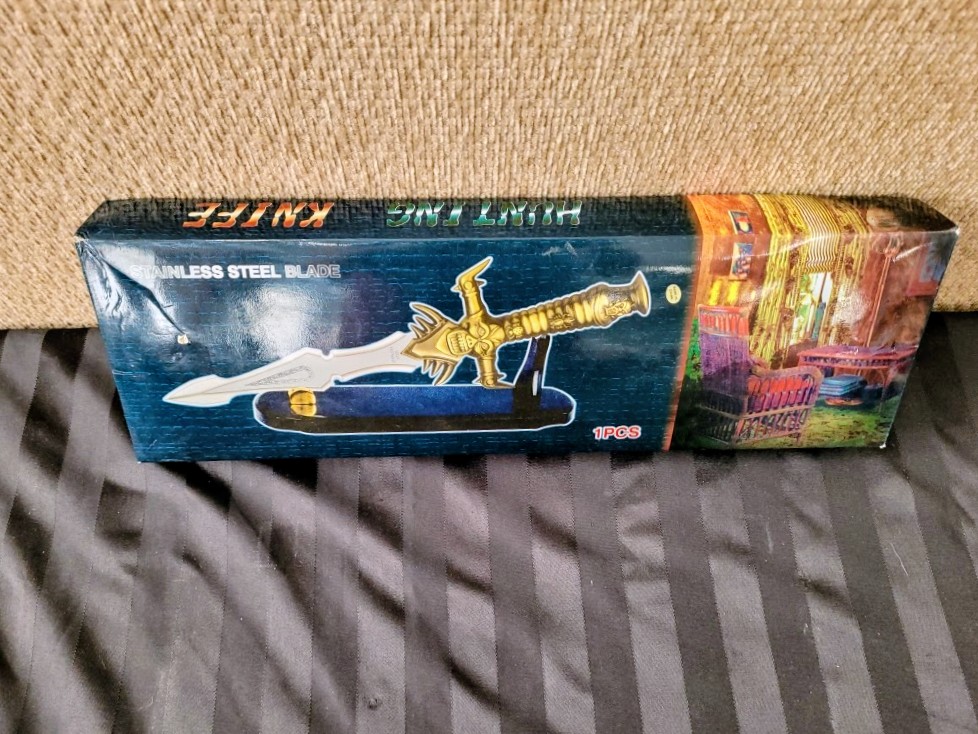 HUNTING KNIFE
STAINLESS STEEL BLADE
1PCS